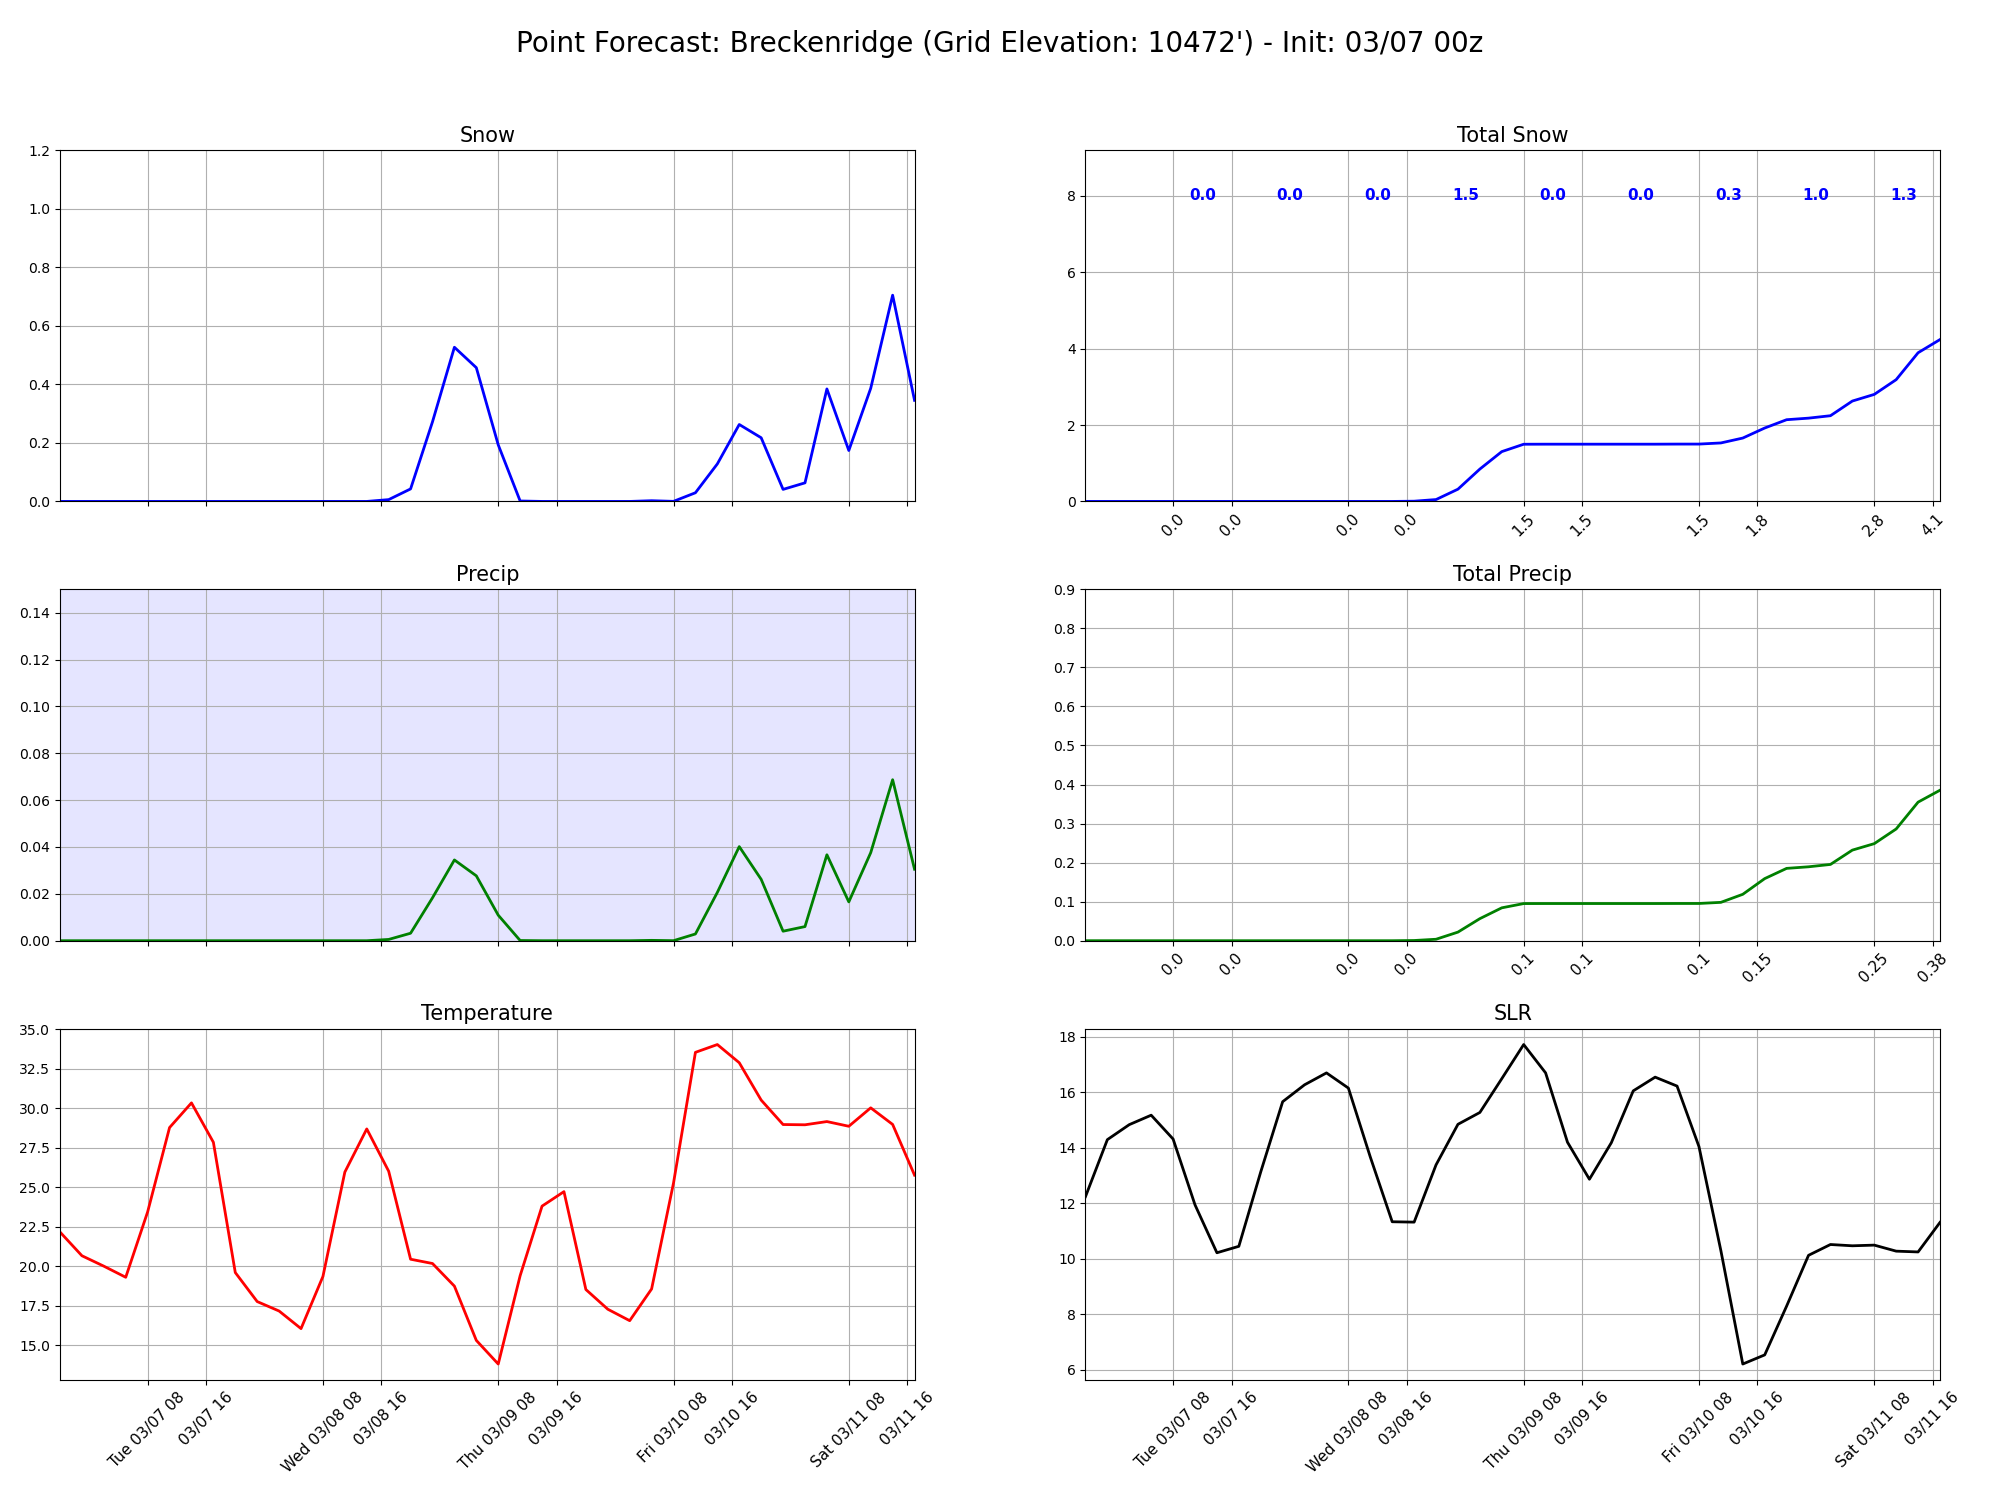 Point Forecast: Breckenridge (Grid Elevation: 10472') - Init: 03/07 00z
Snow
1.2
1.0
0.8
0.6
0.4
0.2
0.0
Total Snow
8
6
4
2
0
0.0 0.0 0.0 1.5 0.0 0.0 0.3 1.0 1.3
0.0 0.0 0.0 0.0 1.5 1.5 1.5 1.8 2.8 4.1
Precip
0.14
0.12
0.10
0.08
0.06
0.04
0.02
0.00
Total Precip
0.9
0.8
0.7
0.6
0.5
0.4
0.3
0.2
0.1
0.0
0.0 0.0 0.0 0.0 0.1 0.1 0.1 0.15 0.25 0.38
Temperature
35.0
32.5
30.0
27.5
25.0
22.5
20.0
17.5
15.0
Tue 03/07 08
03/07 16
Wed 03/08 08
03/08 16
Thu 03/09 08
03/09 16
Fri 03/10 08
03/10 16
Sat 03/11 08
03/11 16
SLR
18
16
14
12
10
8
6
Tue 03/07 08
03/07 16
Wed 03/08 08
03/08 16
Thu 03/09 08
03/09 16
Fri 03/10 08
03/10 16
Sat 03/11 08
03/11 16